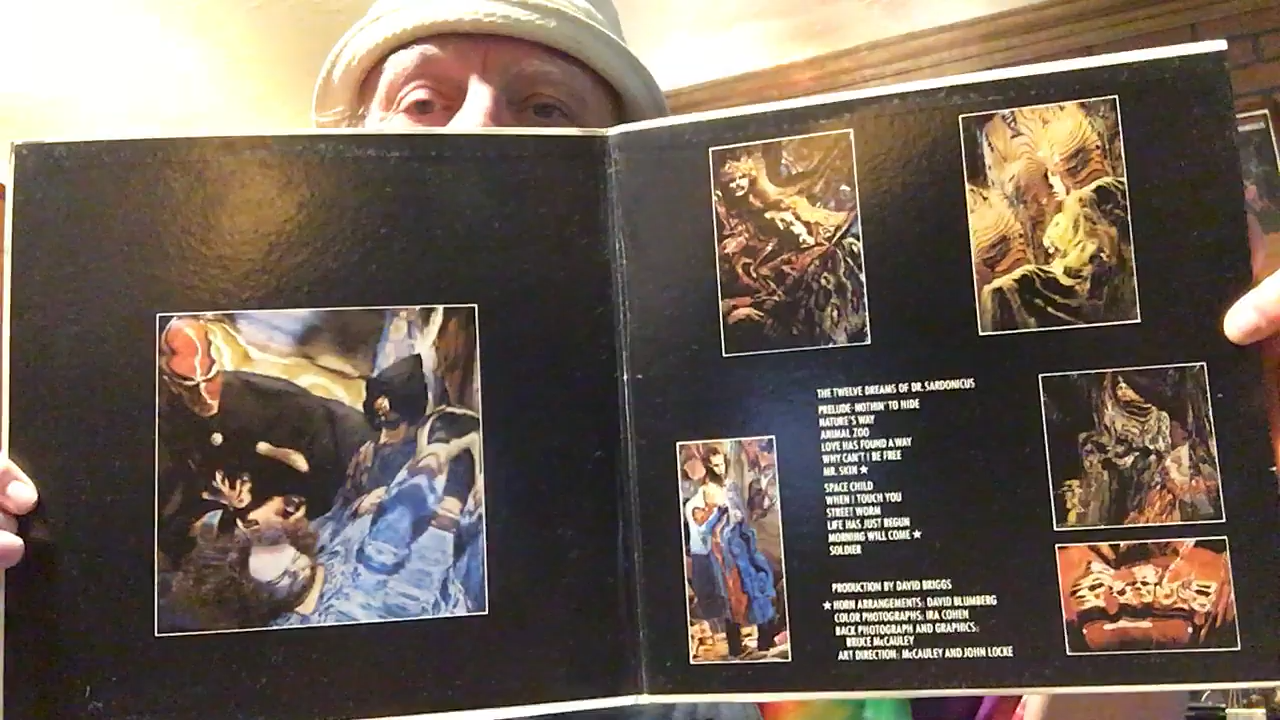 THE TWELVE DREAMS OF DR. SARDONICUS
PRELUDE-NOTHIN' TO HIDE
NATURE'S WAY
ANIMAL ZOO
LOVE HAS FOUND A WAY
WHY CAN'T I BE FREE
MR. SKIN ★
SPACE CHILD
WHEN I TOUCH YOU
STREET WORM
LIFE HAS JUST BEGUN
MORNING WILL COME ★
SOLDIER
PRODUCTION BY DAVID BRIGGS
★ HORN ARRANGEMENTS: DAVID BLUMBERG
COLOR PHOTOGRAPHS: IRA COHEN
BACK PHOTOGRAPH AND GRAPHICS:
BRUCE McCAULEY
ART DIRECTION: McCAULEY AND JOHN LOCKE